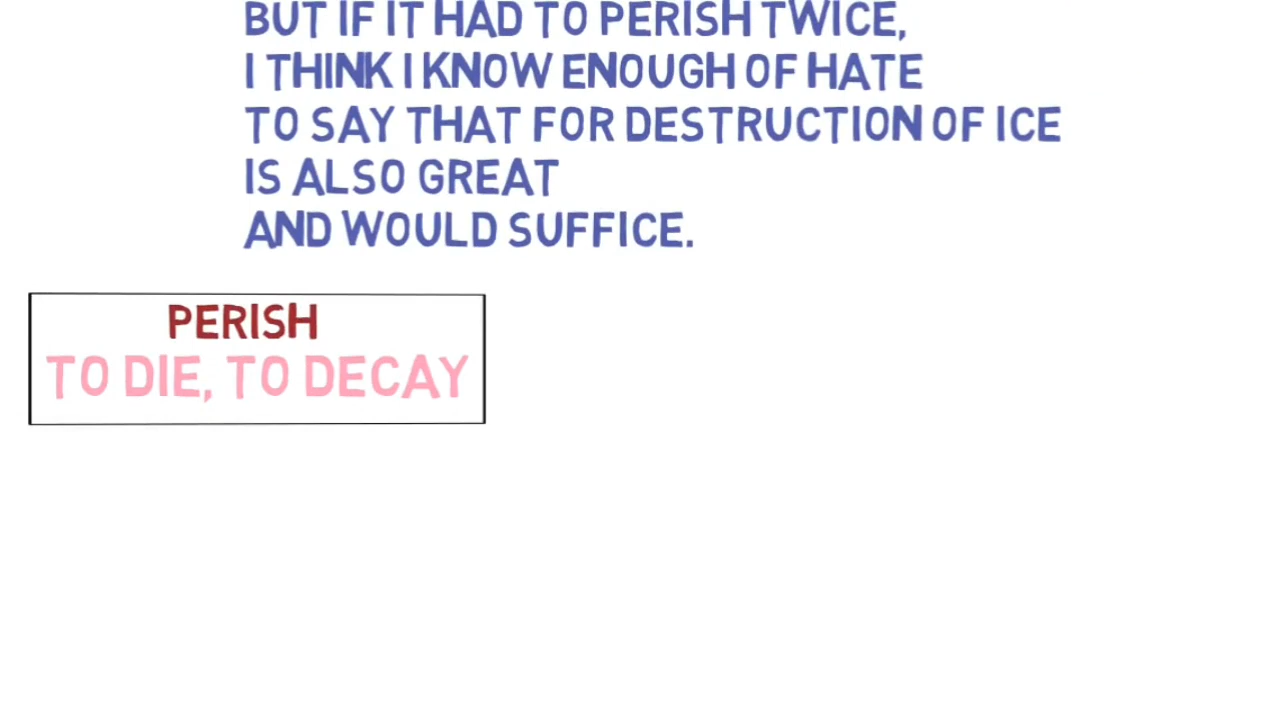 BUT IF IT HAD TO PERISH TWICE,
I THINK I KNOW ENOUGH OF HATE
TO SAY THAT FOR DESTRUCTION OF ICE
IS ALSO GREAT
AND WOULD SUFFICE.
PERISH
TO DIE, TO DECAY